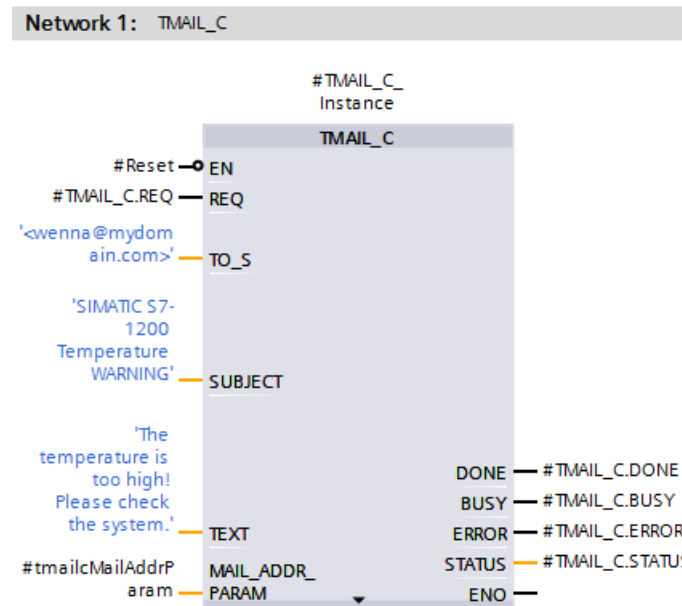 Network 1: TMAIL_C
#TMAIL_C_
Instance
TMAIL_C
#Reset
EN
#TMAIL_C.REQ
REQ
'<wenna@mydom
ain.com>'
TO_S
'SIMATIC S7-
1200
Temperature
WARNING'
SUBJECT
'The
temperature is
too high!
Please check
the system.'
TEXT
#tmailcMailAddrP
aram
MAIL_ADDR_
PARAM
DONE
#TMAIL_C.DONE
BUSY
#TMAIL_C.BUSY
ERROR
#TMAIL_C.ERROR
STATUS
#TMAIL_C.STATUS
ENO